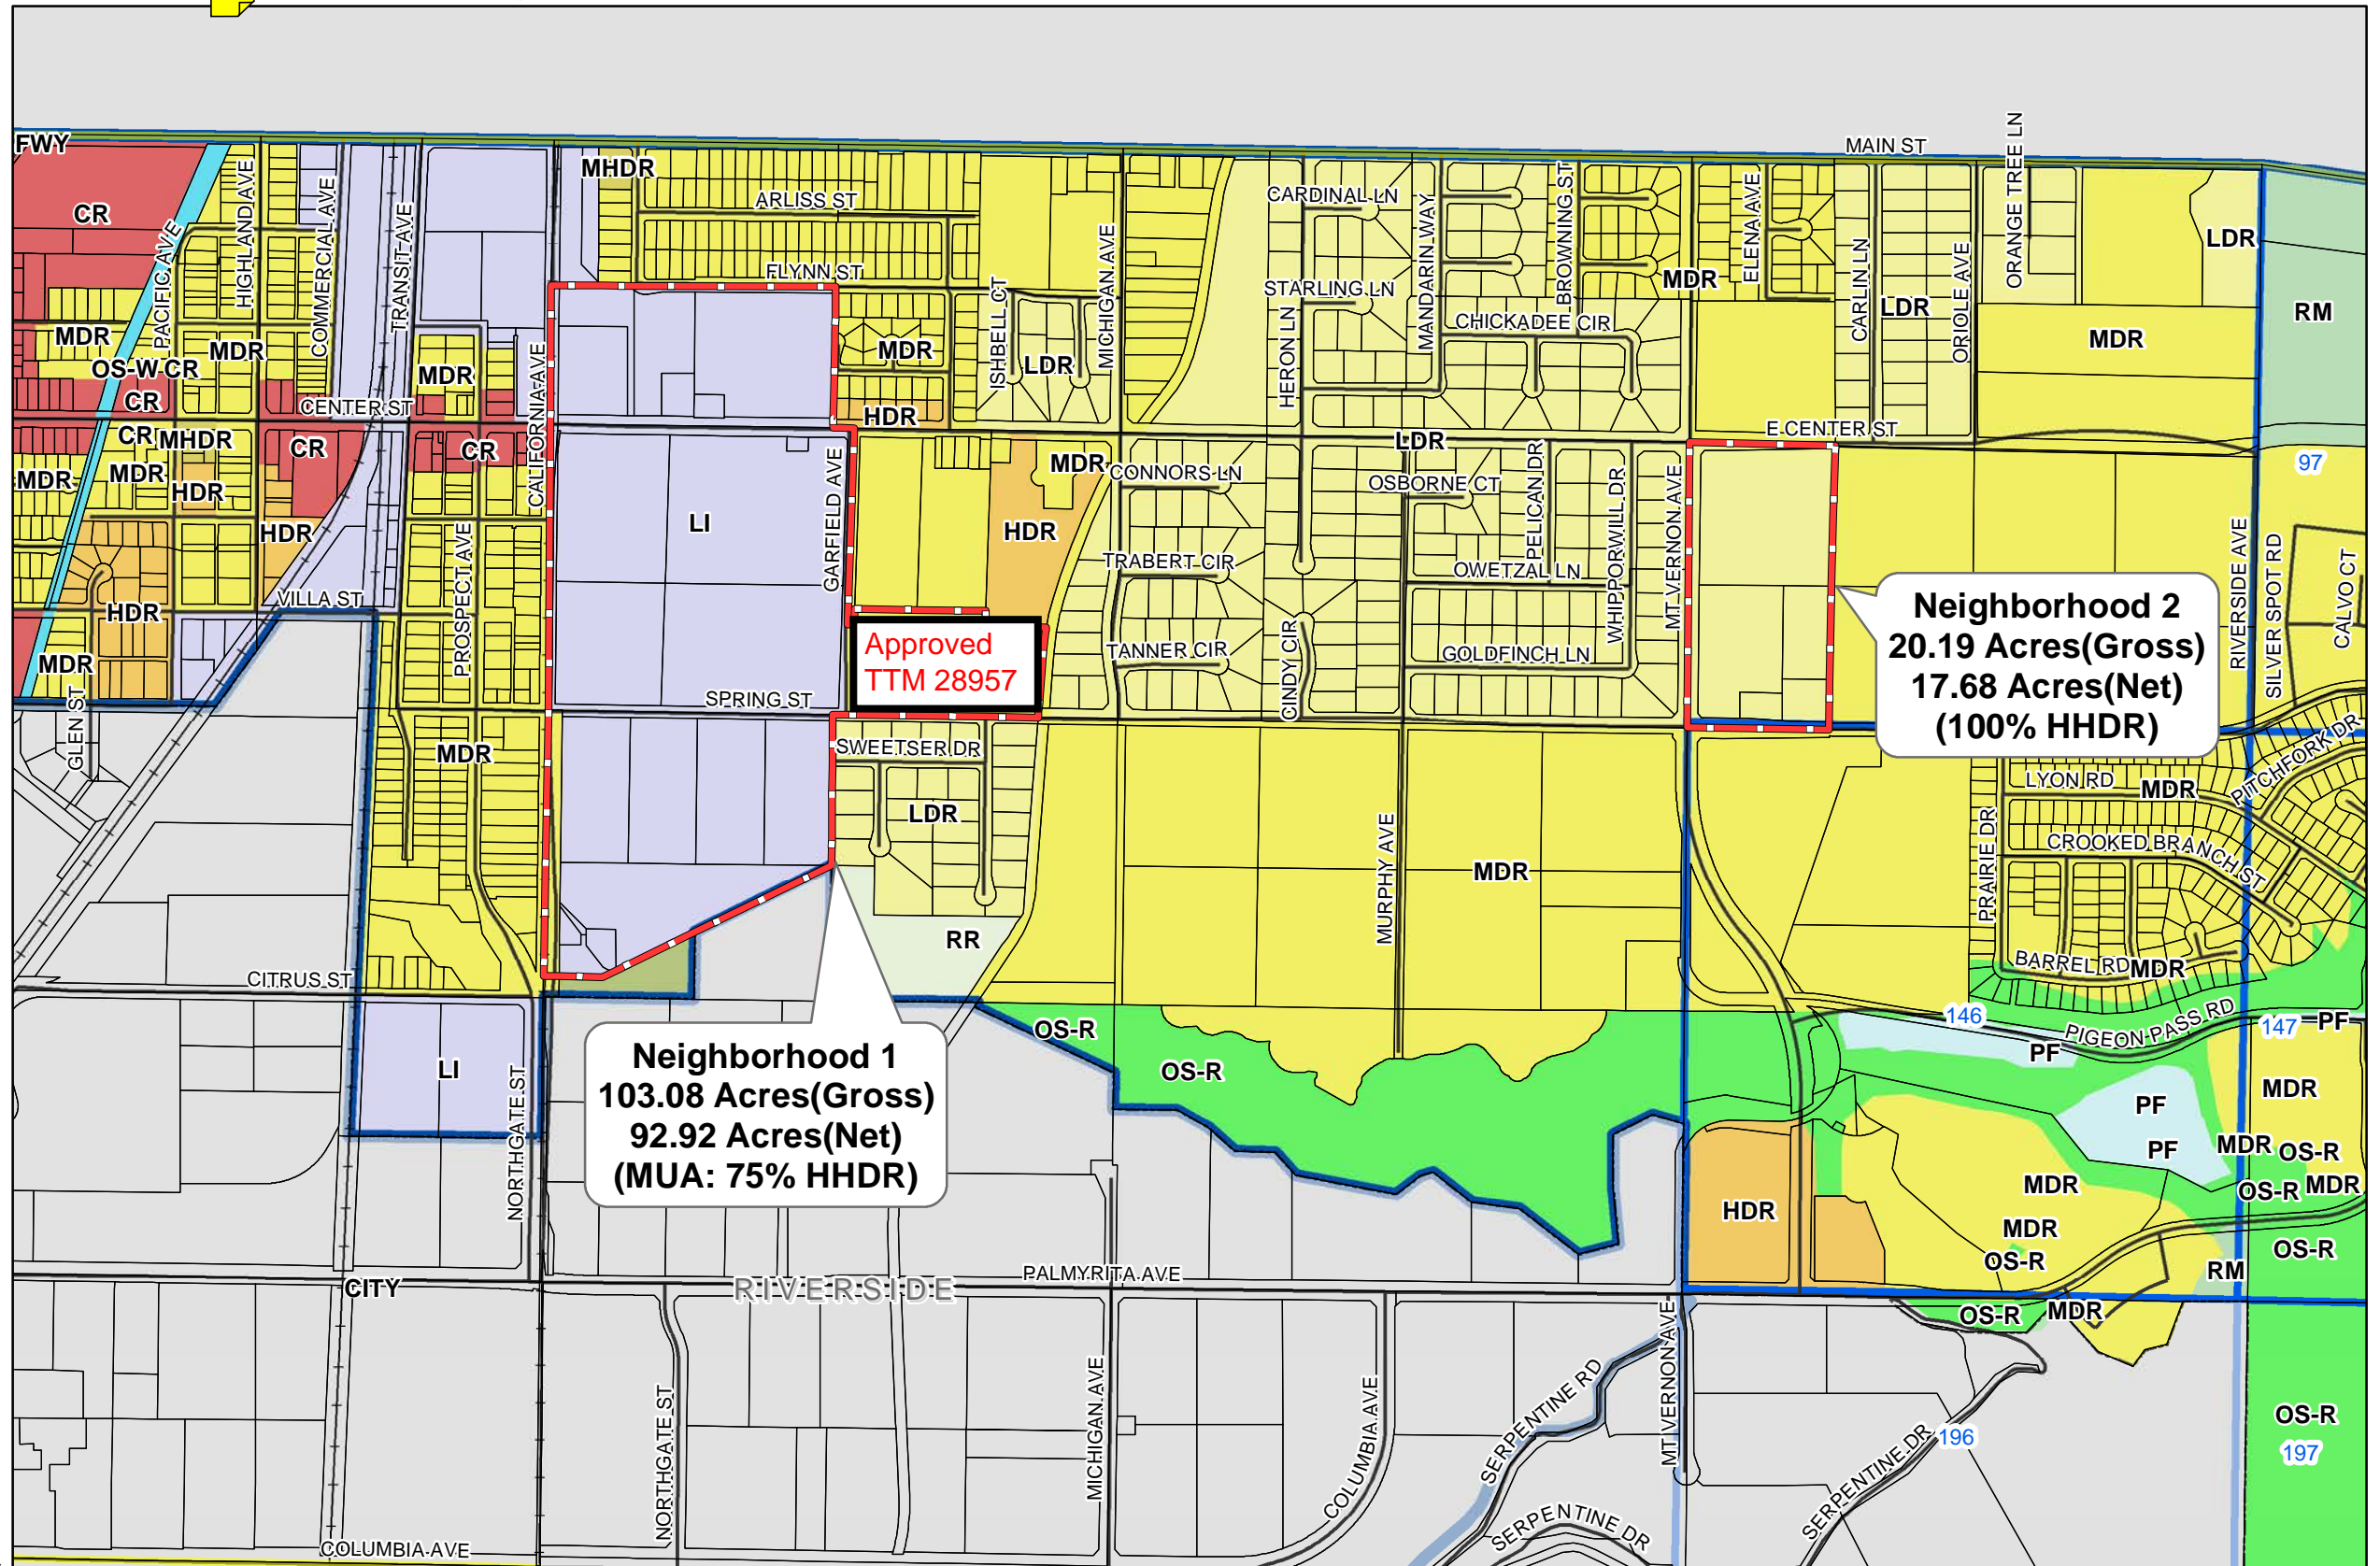 MAIN ST
ORANGE TREE LN
FWY
MHDR
CARDINAL LN
ARLISS ST
CR
HIGHLAND AVE
COMMERCIAL AVE
TRANSIT AVE
PACIFIC AVE
MICHIGAN AVE
MANDARIN WAY
BROWNING ST
ELENA AVE
CARLIN LN
ORIOLE AVE
LDR
FLYNN ST
ISHBELL CT
STARLING LN
HERON LN
MDR
LDR
RM
CHICKADEE CIR
MDR
MDR
MDR
LDR
MDR
OS-W
CR
MDR
CALIFORNIA AVE
CR
CENTER ST
HDR
E CENTER ST
CR
MHDR
CR
CR
LDR
MDR
MDR
HDR
GARFIELD AVE
MDR
CONNORS LN
OSBORNE CT
PELICAN DR
WHIPPORWILL DR
MT VERNON AVE
97
LI
HDR
HDR
PROSPECT AVE
TRABERT CIR
OWETZAL LN
RIVERSIDE AVE
SILVER SPOT RD
CALVO CT
VILLA ST
HDR
Neighborhood 2
20.19 Acres(Gross)
17.68 Acres(Net)
(100% HHDR)
Approved
TTM 28957
MDR
TANNER CIR
CINDY CIR
GOLDFINCH LN
SPRING ST
GLEN ST
MDR
SWEETSER DR
LYON RD
MDR
PITCHFORK DR
LDR
MURPHY AVE
MDR
PRAIRIE DR
CROOKED BRANCH ST
RR
BARREL RD
MDR
CITRUS ST
OS-R
146
PIGEON PASS RD
147
PF
PF
LI
NORTHGATE ST
Neighborhood 1
103.08 Acres(Gross)
92.92 Acres(Net)
(MUA: 75% HHDR)
OS-R
MDR
PF
PF
MDR
OS-R
MDR
OS-R
MDR
HDR
MDR
OS-R
OS-R
RM
CITY
RIVERSIDE
PALMYRITA AVE
OS-R
MDR
NORTHGATE ST
MICHIGAN AVE
COLUMBIA AVE
SERPENTINE RD
MT VERNON AVE
SERPENTINE DR
196
OS-R
197
SERPENTINE DR
COLUMBIA AVE